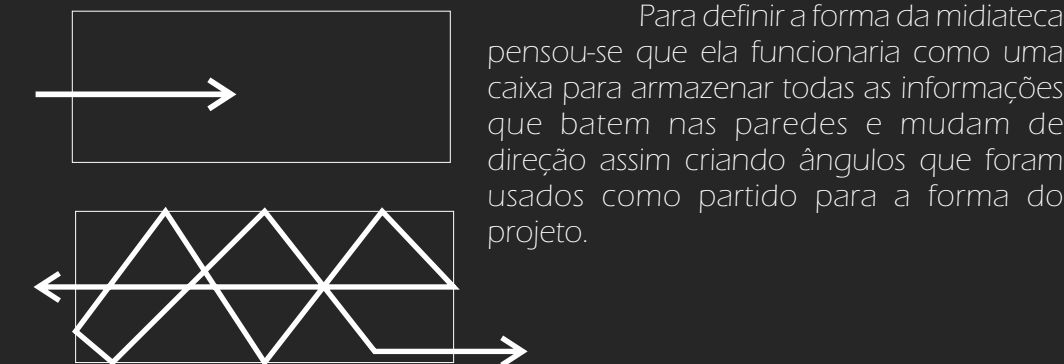 Para definir a forma da midiateca
pensou-se que ela funcionaria como uma
caixa para armazenar todas as informações
que batem nas paredes e mudam de
direção assim criando ângulos que foram
usados como partido para a forma do
projeto.